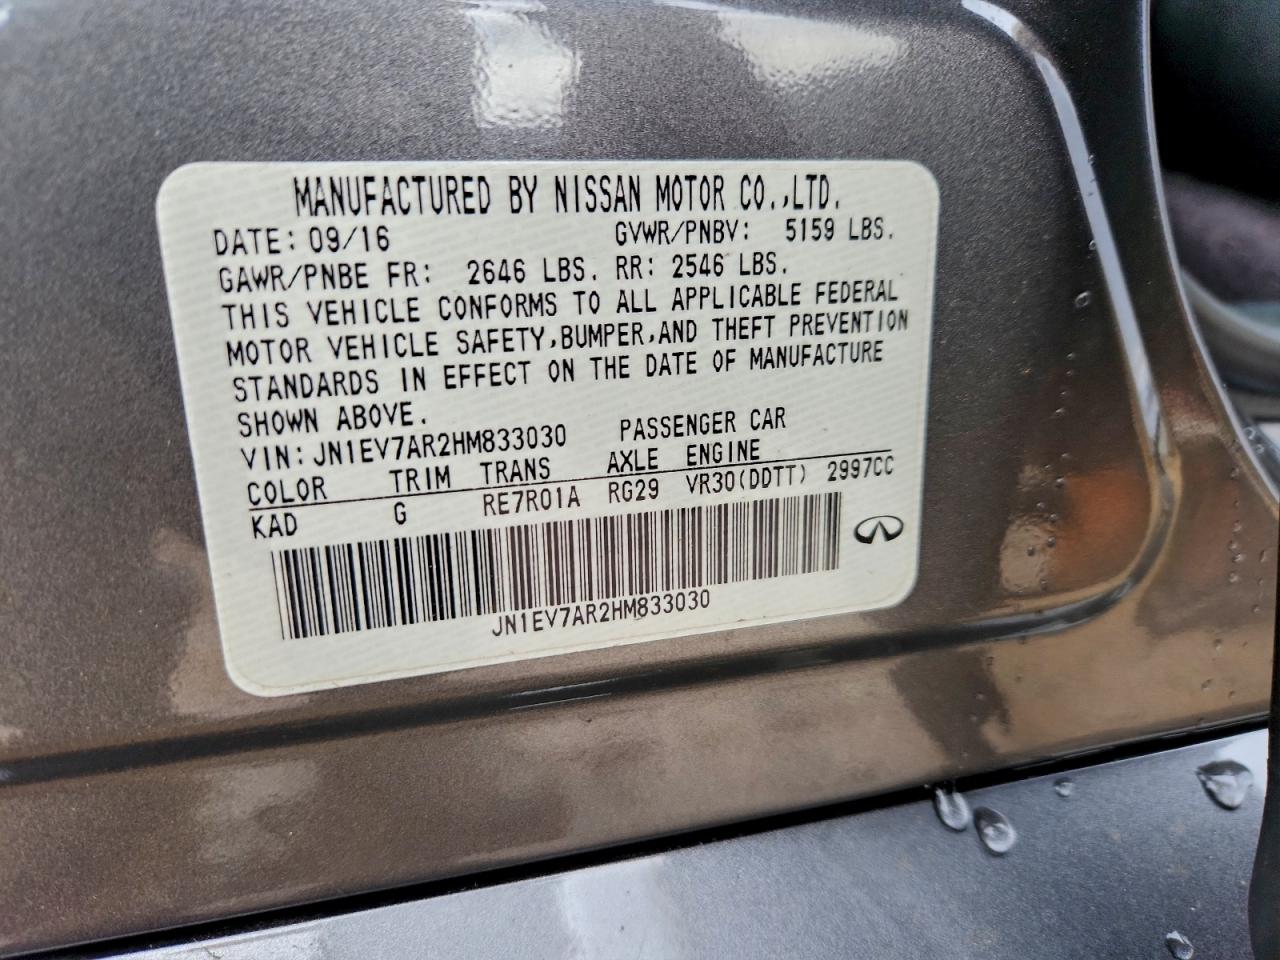 MANUFACTURED BY NISSAN MOTOR CO.,LTD.
DATE: 09/16 GVWR/PNBV: 5159 LBS.
GAWR/PNBE FR: 2646 LBS. RR: 2546 LBS.
THIS VEHICLE CONFORMS TO ALL APPLICABLE FEDERAL
MOTOR VEHICLE SAFETY,BUMPER,AND THEFT PREVENTION
STANDARDS IN EFFECT ON THE DATE OF MANUFACTURE
SHOWN ABOVE.
VIN: JN1EV7AR2HM833030 PASSENGER CAR
COLOR TRIM TRANS AXLE ENGINE
KAD G RE7R01A RG29 VR30(DDTT) 2997CC
JN1EV7AR2HM833030